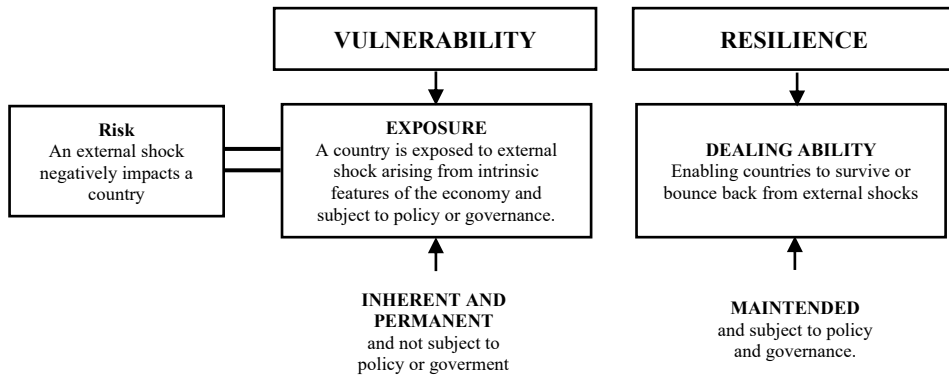 VULNERABILITY
RESILIENCE
Risk
An external shock
negatively impacts a
country
EXPOSURE
A country is exposed to external
shock arising from intrinsic
features of the economy and
subject to policy or governance.
DEALING ABILITY
Enabling countries to survive or
bounce back from external shocks
INHERENT AND
PERMANENT
and not subject to
policy or goverment
MAINTENDED
and subject to policy
and governance.